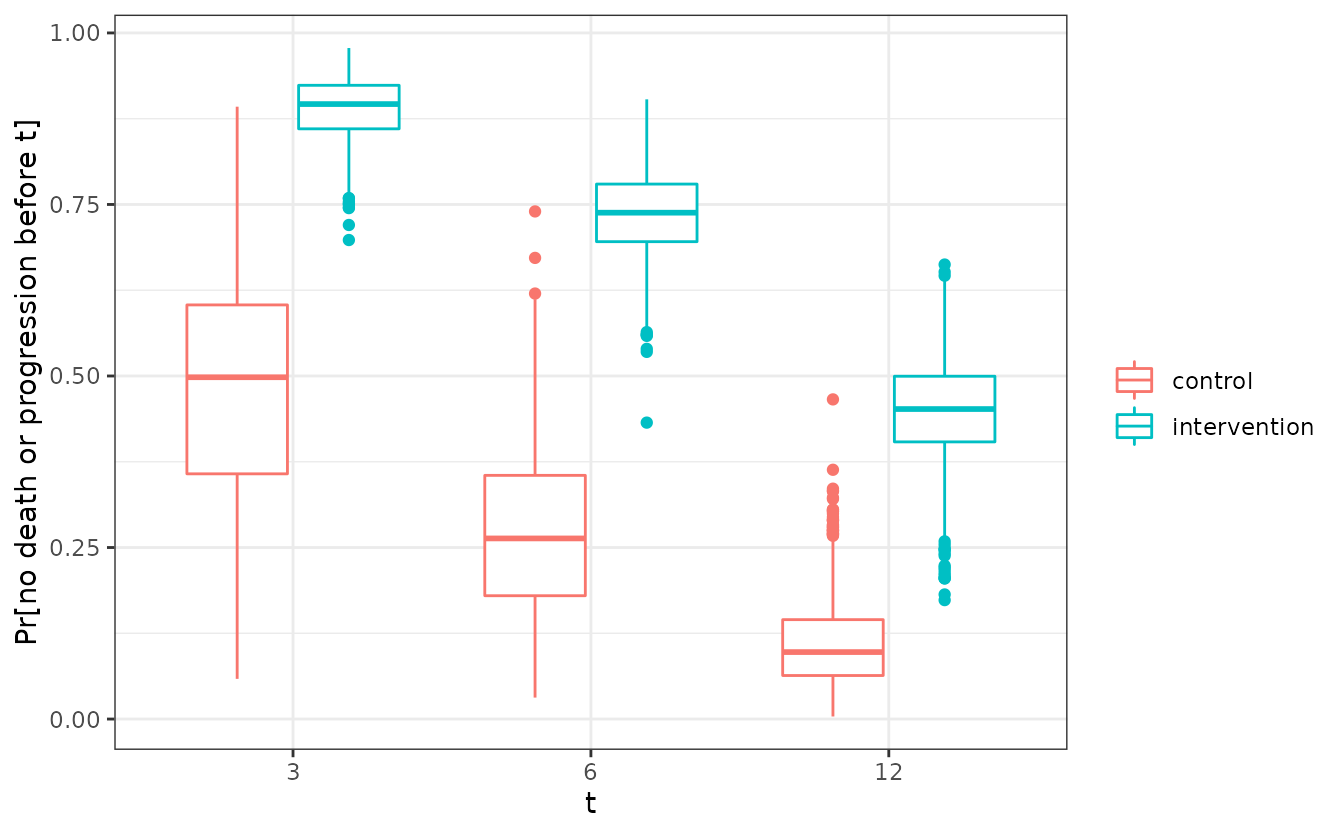 Pr[no death or progression before t]
1.00
0.75
0.50
0.25
0.00
3 6 12
t
control
intervention